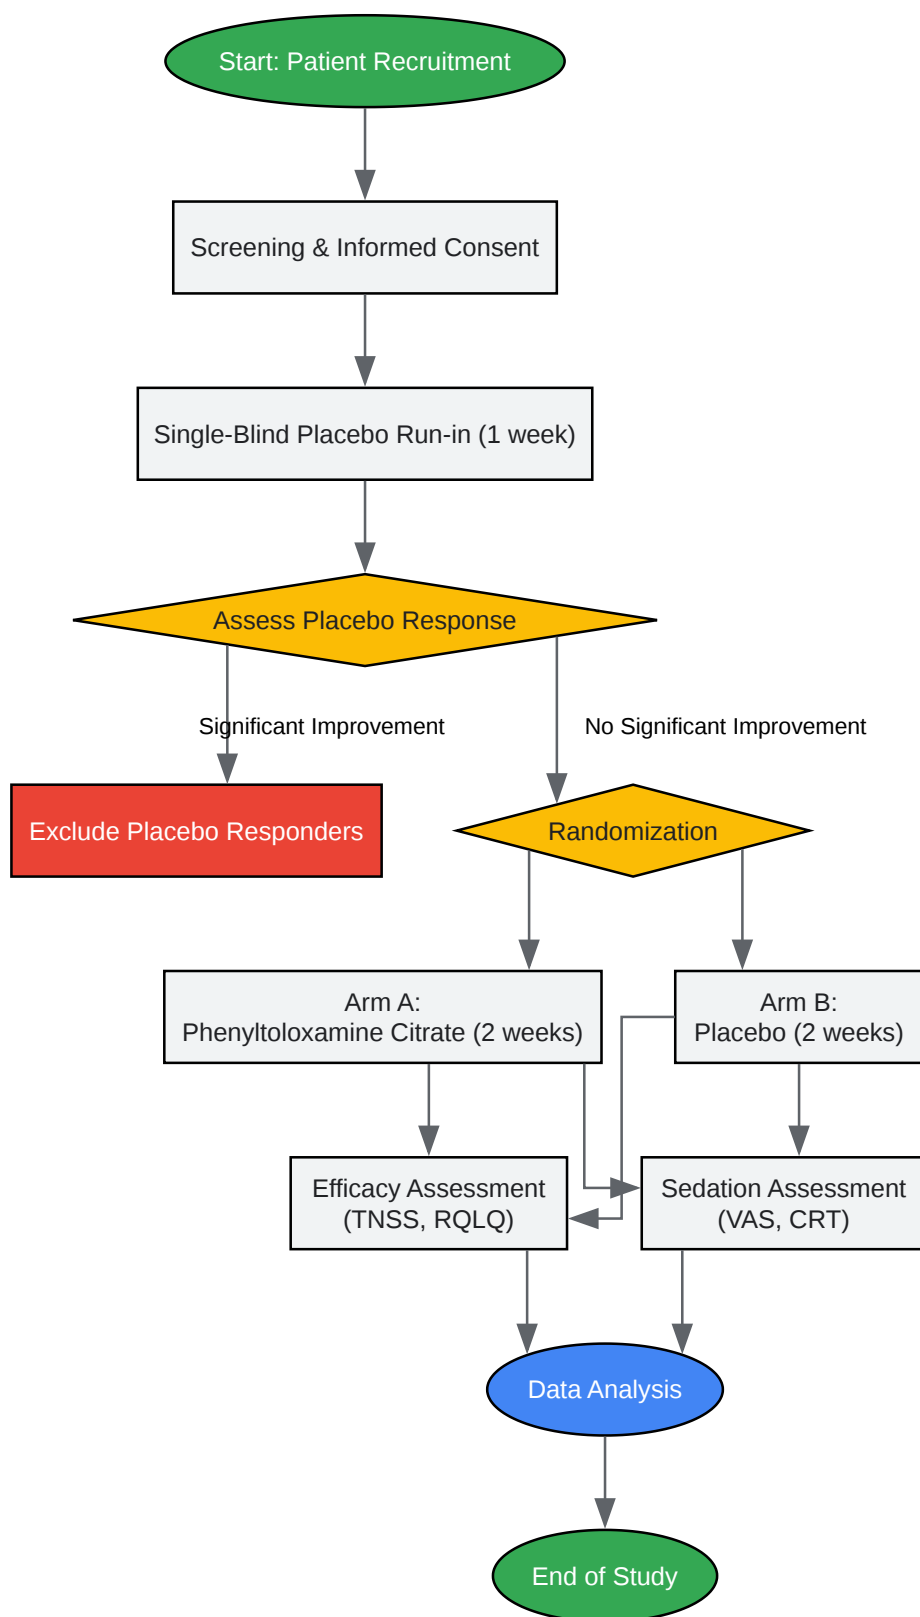 Start: Patient Recruitment
Screening & Informed Consent
Single-Blind Placebo Run-in (1 week)
Assess Placebo Response
Significant Improvement
No Significant Improvement
Exclude Placebo Responders
Randomization
Arm A:
Phenyltoloxamine Citrate (2 weeks)
Arm B:
Placebo (2 weeks)
Efficacy Assessment
(TNSS, RQLQ)
Sedation Assessment
(VAS, CRT)
Data Analysis
End of Study